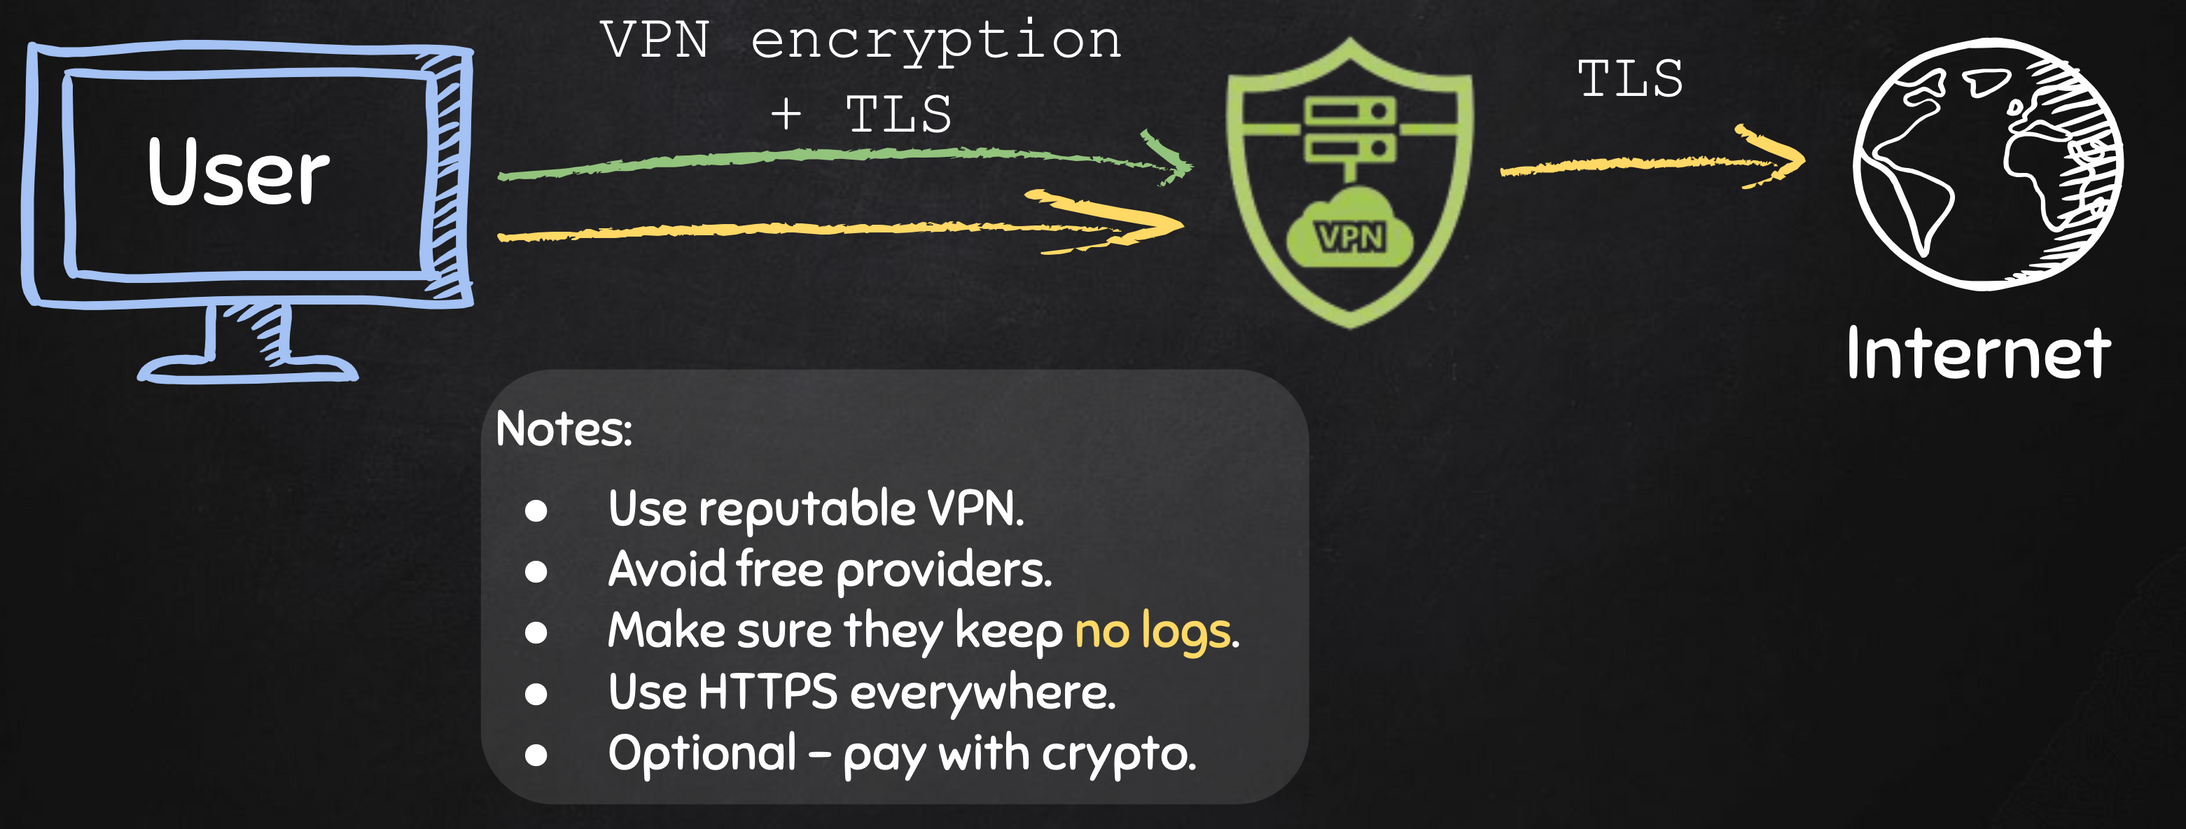 VPN encryption
+ TLS
TLS
User
VPN
Internet
Notes:
● Use reputable VPN.
● Avoid free providers.
● Make sure they keep no logs.
● Use HTTPS everywhere.
● Optional – pay with crypto.